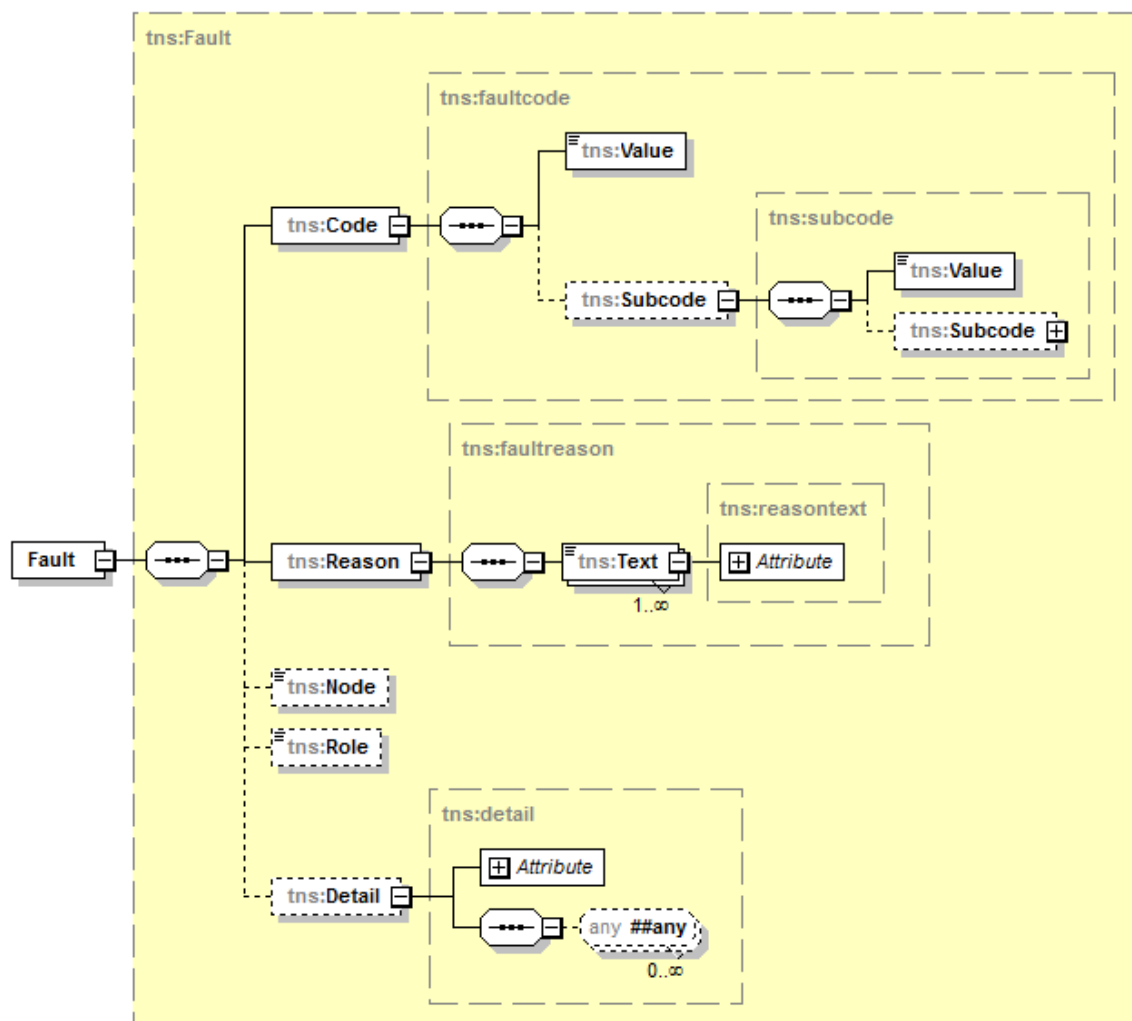 tns:Fault
tns:faultcode
tns:Value
tns:subcode
tns:Code
tns:Value
tns:Subcode
tns:Subcode
tns:faultreason
tns:reasontext
Fault
tns:Reason
tns:Text
Attribute
1..∞
tns:Node
tns:Role
tns:detail
Attribute
tns:Detail
any ##any
0..∞